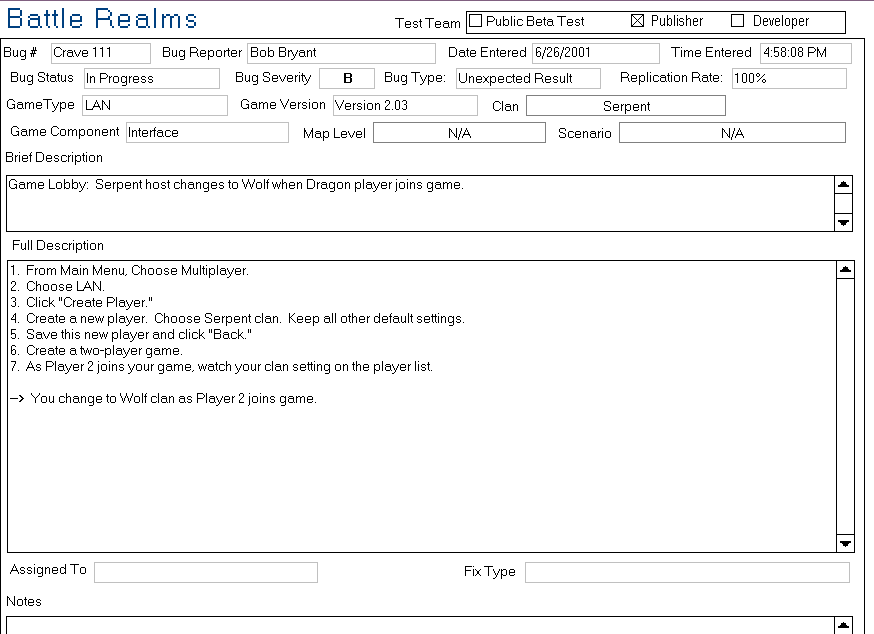 Battle Realms
Test Team Public Beta Test Publisher Developer
Bug # Crave 111 Bug Reporter Bob Bryant Date Entered 6/26/2001 Time Entered 4:58:08 PM
Bug Status In Progress Bug Severity B Bug Type: Unexpected Result Replication Rate: 100%
GameType LAN Game Version Version 2.03 Clan Serpent
Game Component Interface Map Level N/A Scenario N/A
Brief Description
Game Lobby: Serpent host changes to Wolf when Dragon player joins game.
Full Description
1. From Main Menu, Choose Multiplayer.
2. Choose LAN.
3. Click "Create Player."
4. Create a new player. Choose Serpent clan. Keep all other default settings.
5. Save this new player and click "Back."
6. Create a two-player game.
7. As Player 2 joins your game, watch your clan setting on the player list.
--> You change to Wolf clan as Player 2 joins game.
Assigned To Fix Type
Notes